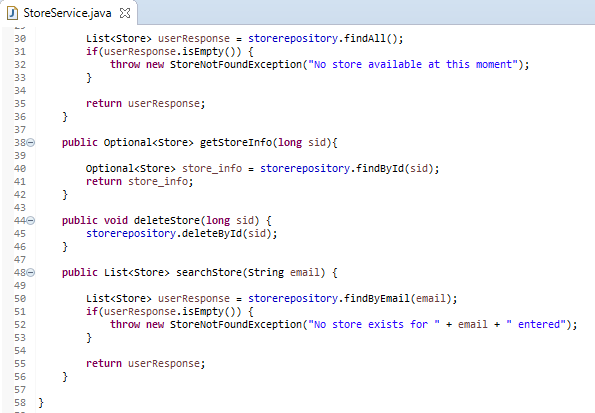 StoreService.java
30 List<Store> userResponse = storerepository.findAll();
31 if(userResponse.isEmpty()) {
32 throw new StoreNotFoundException("No store available at this moment");
33 }
34
35 return userResponse;
36 }
37
38 public Optional<Store> getStoreInfo(long sid){
39
40 Optional<Store> store_info = storerepository.findById(sid);
41 return store_info;
42 }
43
44 public void deleteStore(long sid) {
45 storerepository.deleteById(sid);
46 }
47
48 public List<Store> searchStore(String email) {
49
50 List<Store> userResponse = storerepository.findByEmail(email);
51 if(userResponse.isEmpty()) {
52 throw new StoreNotFoundException("No store exists for " + email + " entered");
53 }
54
55 return userResponse;
56 }
57
58 }